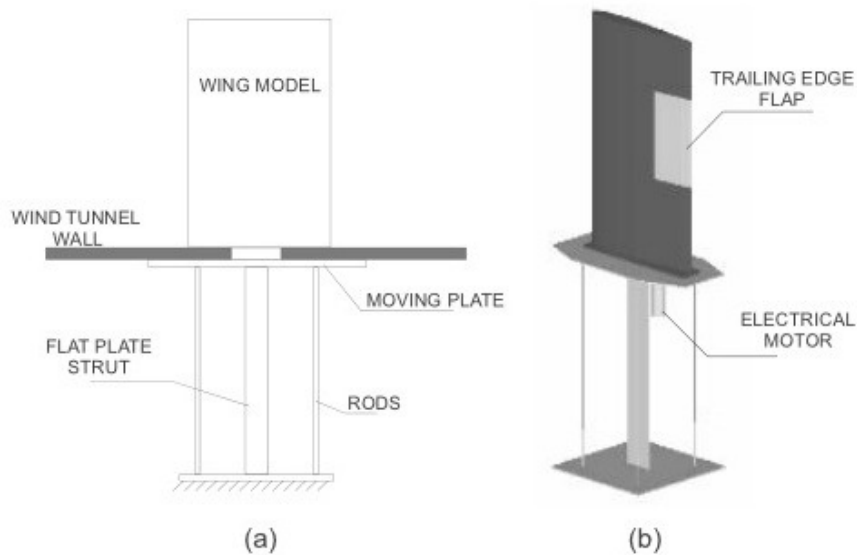 WING MODEL
WIND TUNNEL
WALL
MOVING PLATE
FLAT PLATE
STRUT
RODS
(a)
TRAILING EDGE
FLAP
ELECTRICAL
MOTOR
(b)